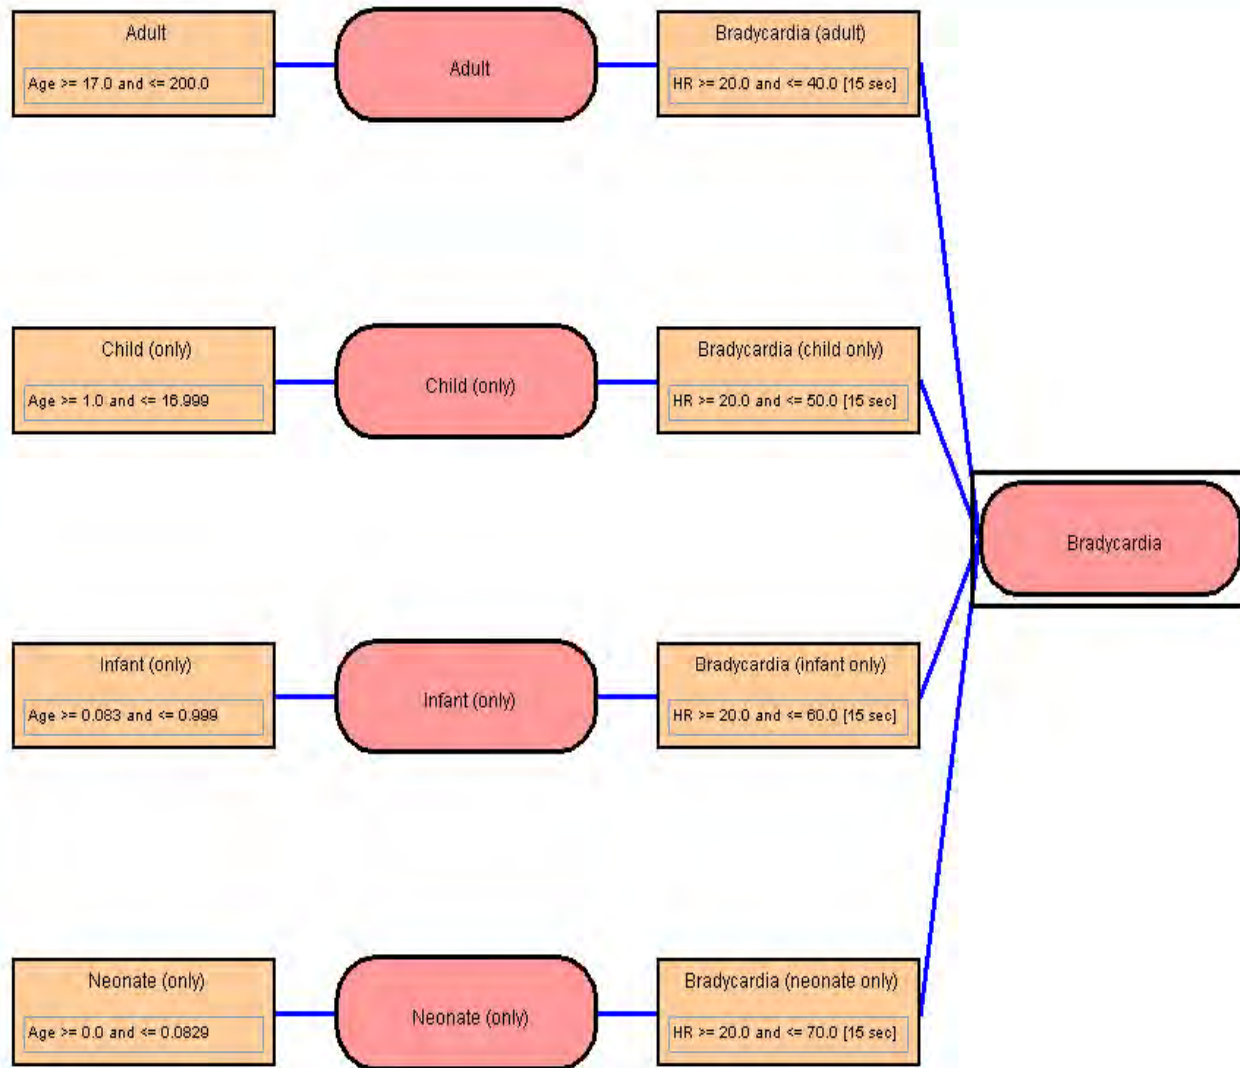 Adult
Age >= 17.0 and <= 200.0
Adult
Bradycardia (adult)
HR >= 20.0 and <= 40.0 [15 sec]
Child (only)
Age >= 1.0 and <= 16.999
Child (only)
Bradycardia (child only)
HR >= 20.0 and <= 50.0 [15 sec]
Bradycardia
Infant (only)
Age >= 0.083 and <= 0.999
Infant (only)
Bradycardia (infant only)
HR >= 20.0 and <= 60.0 [15 sec]
Neonate (only)
Age >= 0.0 and <= 0.0829
Neonate (only)
Bradycardia (neonate only)
HR >= 20.0 and <= 70.0 [15 sec]